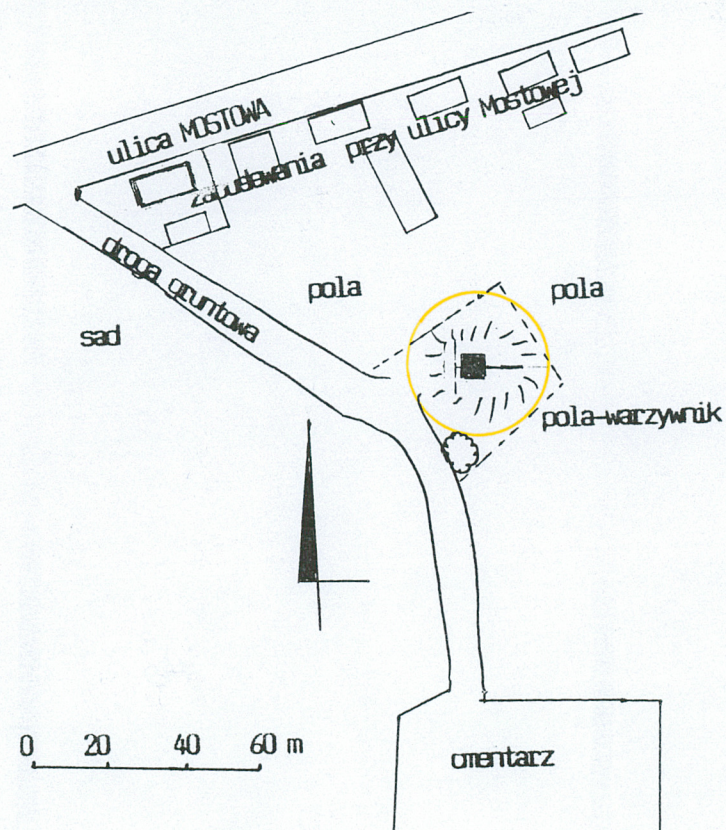 ulica MOSTOWA
zabudowania przy ulicy Mostowej
droga gruntowa
pola
pola
sad
pola-warzywnik
0 20 40 60 m
cmentarz